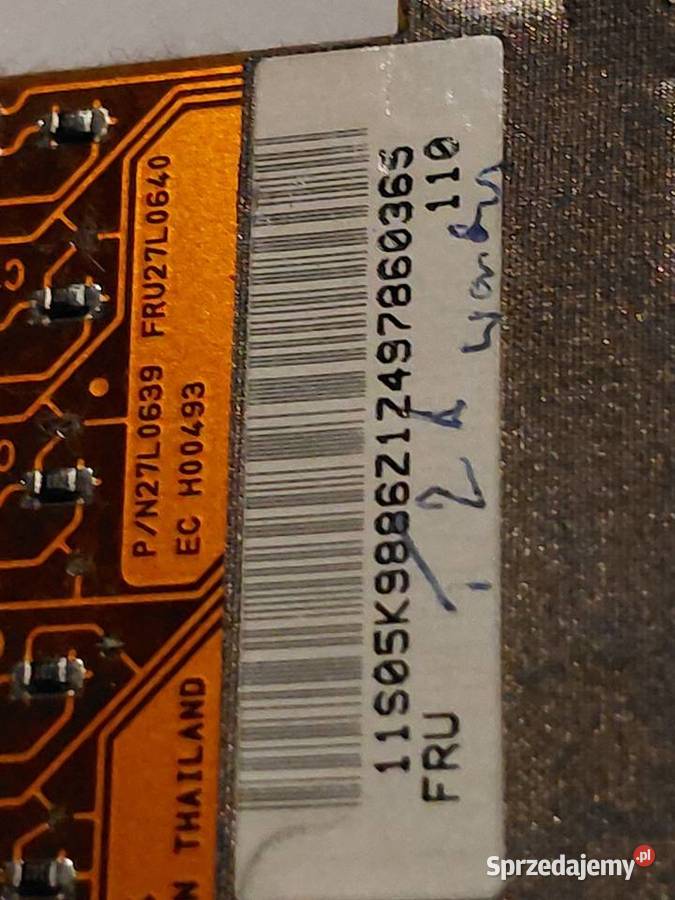 P/N27L0639 FRU27L0640
EC H00493
N THAILAND
11S05K9886Z1Z497860365
FRU 110
Sprzedajemy.pl